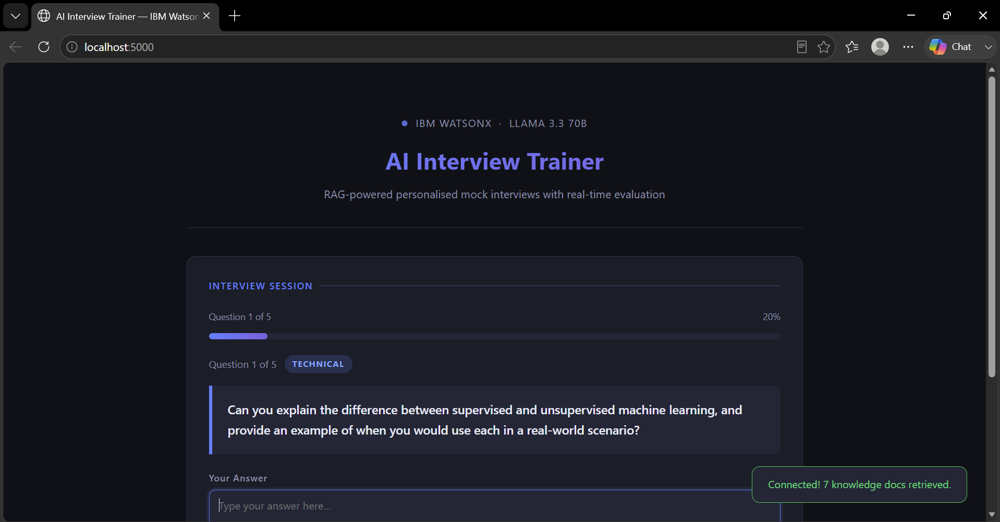 AI Interview Trainer — IBM Watson
localhost:5000
Chat
IBM WATSONX · LLAMA 3.3 70B
AI Interview Trainer
RAG-powered personalised mock interviews with real-time evaluation
INTERVIEW SESSION
Question 1 of 5 20%
Question 1 of 5 TECHNICAL
Can you explain the difference between supervised and unsupervised machine learning, and
provide an example of when you would use each in a real-world scenario?
Your Answer
Connected! 7 knowledge docs retrieved.
Type your answer here...